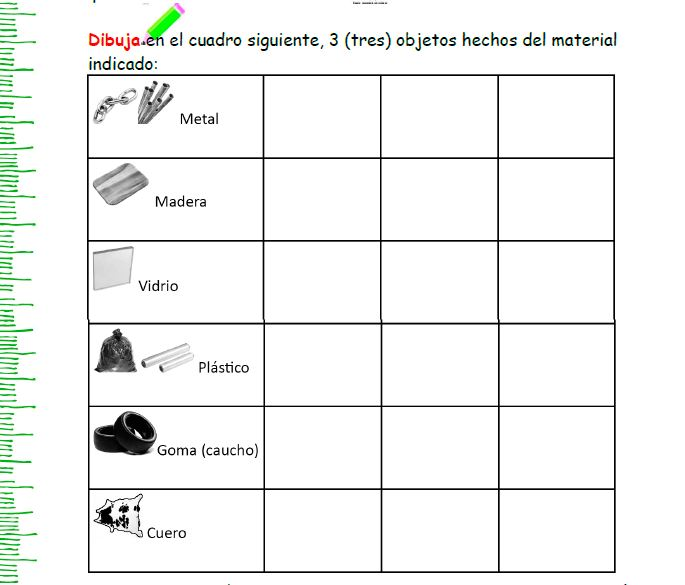 Dibuja en el cuadro siguiente, 3 (tres) objetos hechos del material
indicado:
Metal
Madera
Vidrio
Plástico
Goma (caucho)
Cuero